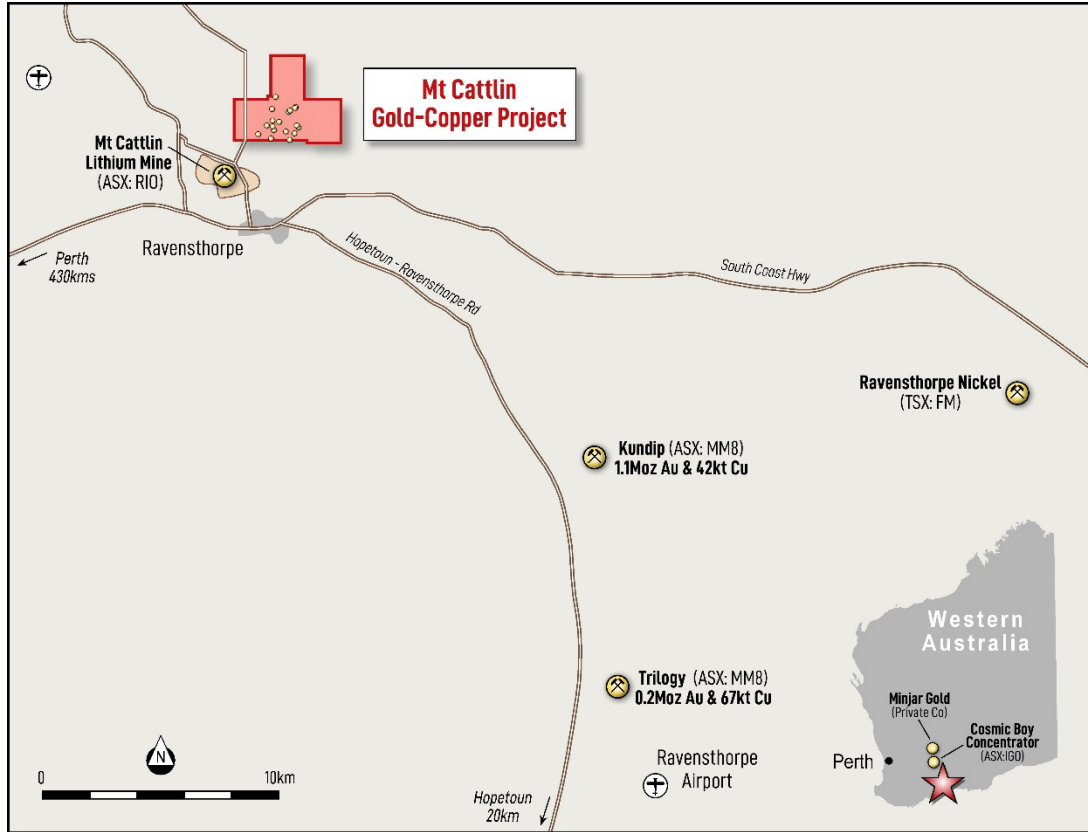 Mt Cattlin
Gold-Copper Project
Mt Cattlin
Lithium Mine
(ASX: RIO)
Ravensthorpe
Perth
430kms
Hopetoun - Ravensthorpe Rd
South Coast Hwy
Ravensthorpe Nickel
(TSX: FM)
Kundip (ASX: MM8)
1.1Moz Au & 42kt Cu
Trilogy (ASX: MM8)
0.2Moz Au & 67kt Cu
Western
Australia
Minjar Gold
(Private Co)
Cosmic Boy
Concentrator
(ASX:IGO)
Perth
Ravensthorpe
Airport
N
0 10km
Hopetoun
20km